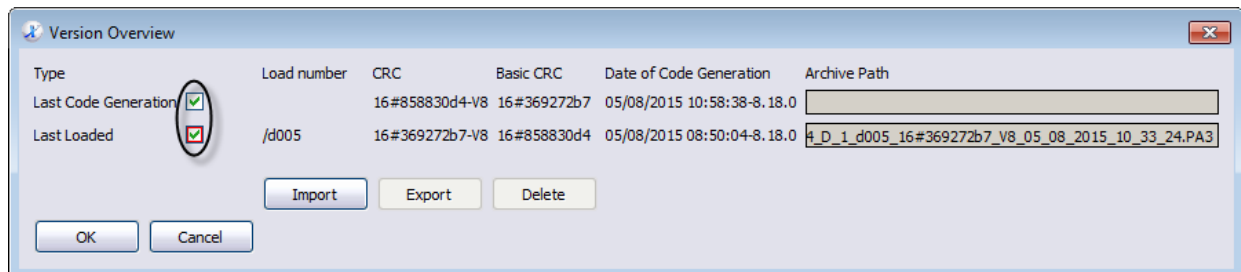 Version Overview
Type Load number CRC Basic CRC Date of Code Generation Archive Path
Last Code Generation 16#858830d4-V8 16#369272b7 05/08/2015 10:58:38-8.18.0
Last Loaded /d005 16#369272b7-V8 16#858830d4 05/08/2015 08:50:04-8.18.0 4_D_1_d005_16#369272b7_V8_05_08_2015_10_33_24.PA3
Import Export Delete
OK Cancel